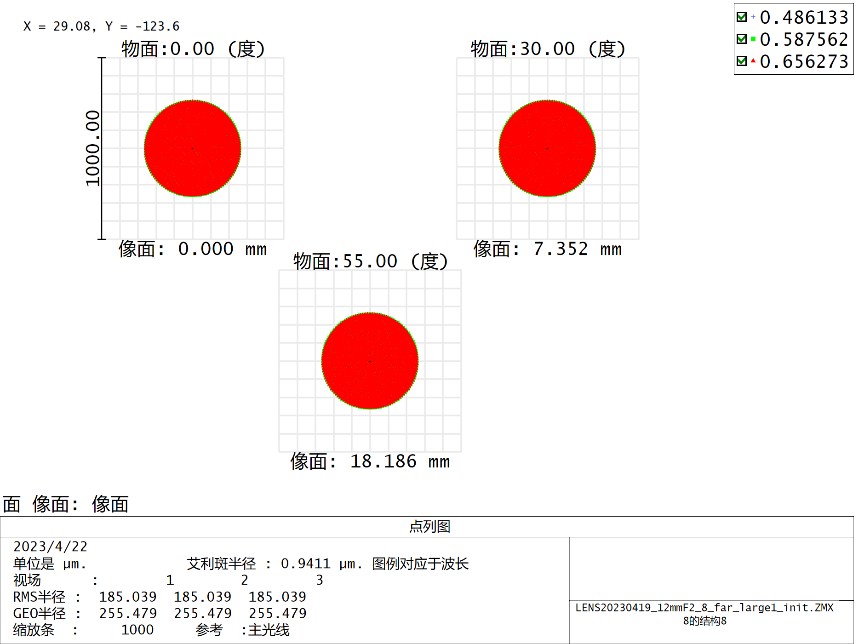 X = 29.08, Y = -123.6
+ 0.486133
0.587562
0.656273
物面:0.00 (度)
物面:30.00 (度)
1000.00
像面: 0.000 mm
像面: 7.352 mm
物面:55.00 (度)
像面: 18.186 mm
面 像面: 像面
点列图
2023/4/22
单位是 µm. 艾利斑半径 : 0.9411 µm. 图例对应于波长
视场 : 1 2 3
RMS半径 : 185.039 185.039 185.039
GEO半径 : 255.479 255.479 255.479
缩放条 : 1000 参考 :主光线
LENS20230419_12mmF2_8_far_large1_init.ZMX
8的结构8